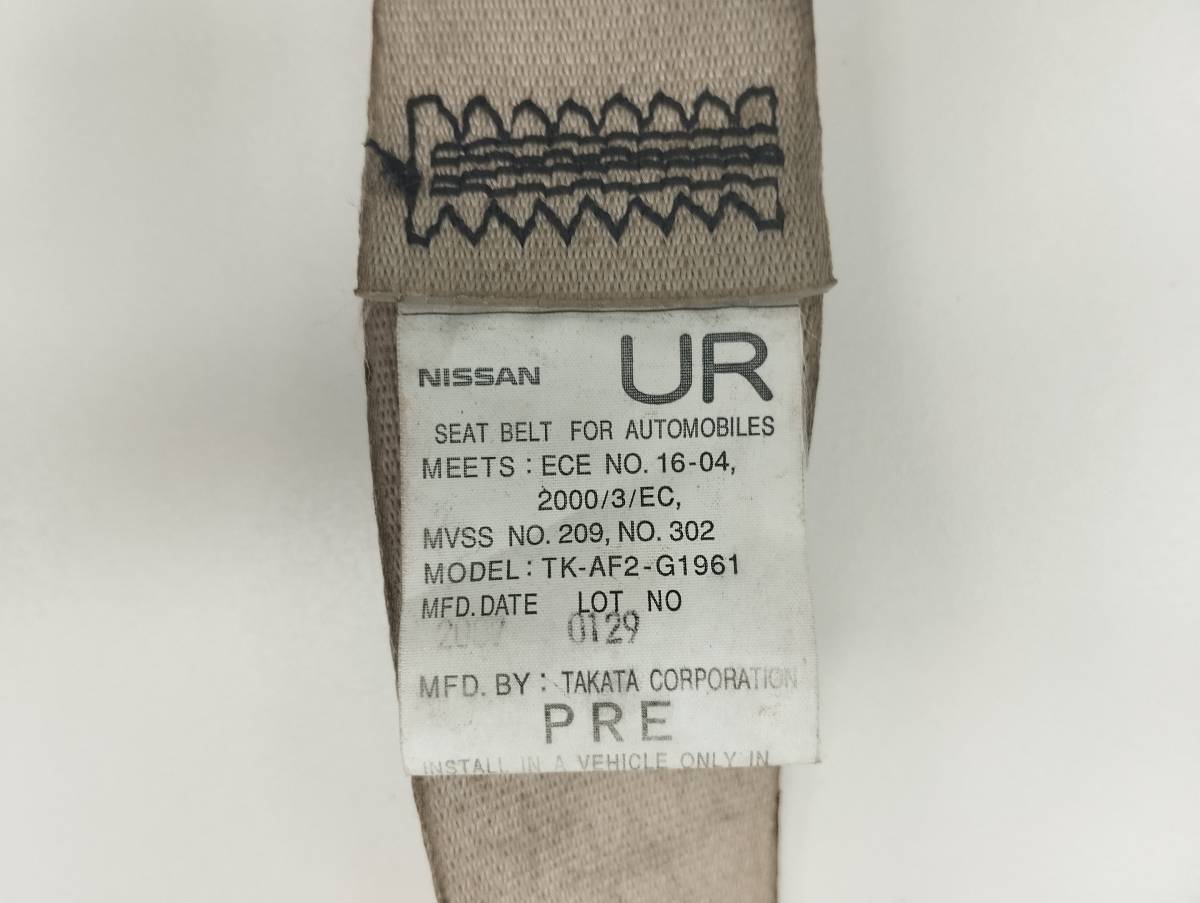 NISSAN UR
SEAT BELT FOR AUTOMOBILES
MEETS : ECE NO. 16-04,
2000/3/EC,
MVSS NO. 209, NO. 302
MODEL : TK-AF2-G1961
MFD. DATE LOT NO
2007 0129
MFD. BY : TAKATA CORPORATION
PRE
INSTALL IN A VEHICLE ONLY IN